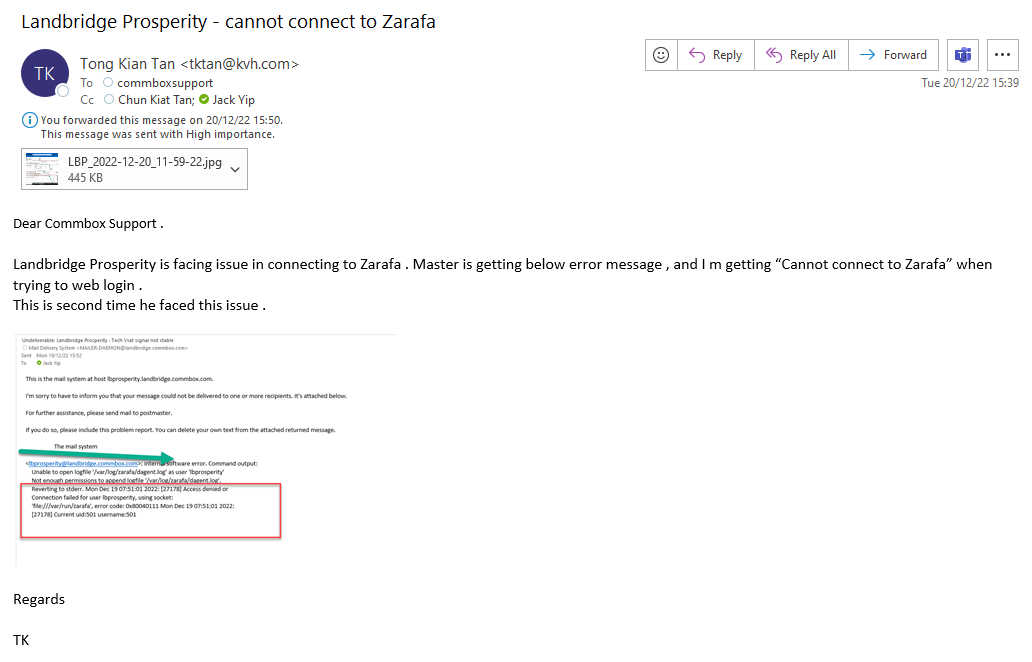 Landbridge Prosperity - cannot connect to Zarafa
TK
Tong Kian Tan <tktan@kvh.com>
To commboxsupport
Cc Chun Kiat Tan; Jack Yip
Reply
Reply All
Forward
Tue 20/12/22 15:39
You forwarded this message on 20/12/22 15:50.
This message was sent with High importance.
LBP_2022-12-20_11-59-22.jpg
445 KB
Dear Commbox Support .
Landbridge Prosperity is facing issue in connecting to Zarafa . Master is getting below error message , and I m getting “Cannot connect to Zarafa” when
trying to web login .
This is second time he faced this issue .
Undeliverable: Landbridge Prosperity - Tech Vsat signal not stable
Mail Delivery System <MAILER-DAEMON@landbridge.commbox.com>
Sent Mon 19/12/22 15:52
To Jack Yip
This is the mail system at host lbprosperity.landbridge.commbox.com.
I'm sorry to have to inform you that your message could not be delivered to one or more recipients. It's attached below.
For further assistance, please send mail to postmaster.
If you do so, please include this problem report. You can delete your own text from the attached returned message.
The mail system
<lbprosperity@landbridge.commbox.com>: internal software error. Command output:
Unable to open logfile '/var/log/zarafa/dagent.log' as user 'lbprosperity'
Not enough permissions to append logfile '/var/log/zarafa/dagent.log'.
Reverting to stderr. Mon Dec 19 07:51:01 2022: [27178] Access denied or
Connection failed for user lbprosperity, using socket:
'file:///var/run/zarafa', error code: 0x80040111 Mon Dec 19 07:51:01 2022:
[27178] Current uid:501 username:501
Regards
TK